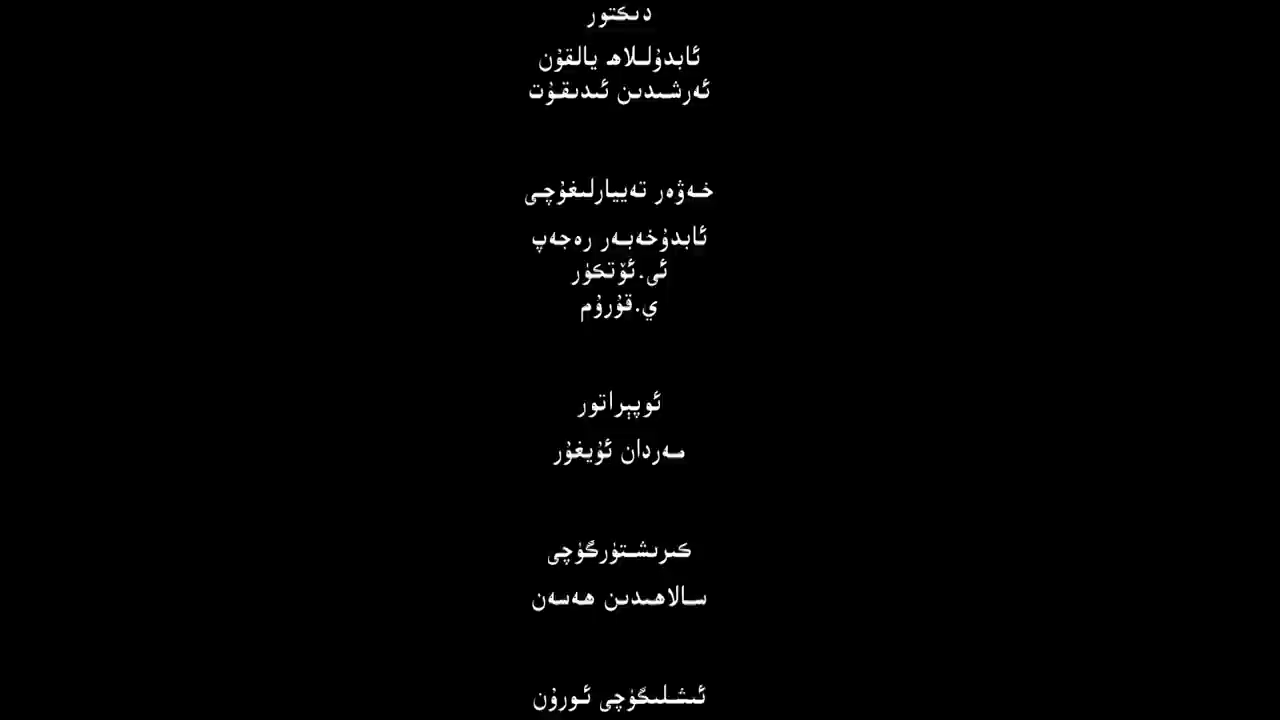 دىكتور
ئابدۇللاھ يالقۇن
ئەرشىدىن ئىدىقۇت
خەۋەر تەييارلىغۇچى
ئابدۇخەبەر رەجەپ
ئى.ئۆتكۈر
ي.قۇرۇم
ئوپېراتور
سەردان ئۇيغۇر
كىرىشتۈرگۈچى
سالاھىدىن ھەسەن
ئىشلىگۈچى ئورۇن